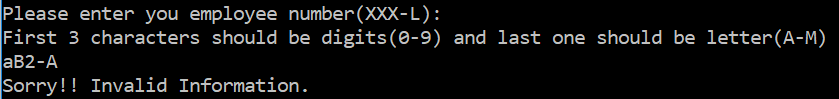 Please enter you employee number(XXX-L):
First 3 characters should be digits(0-9) and last one should be letter(A-M)
aB2-A
Sorry!! Invalid Information.